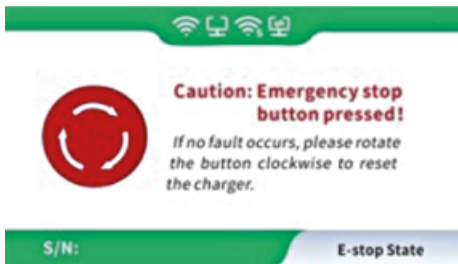 Caution: Emergency stop
button pressed!
If no fault occurs, please rotate
the button clockwise to reset
the charger.
S/N:
E-stop State